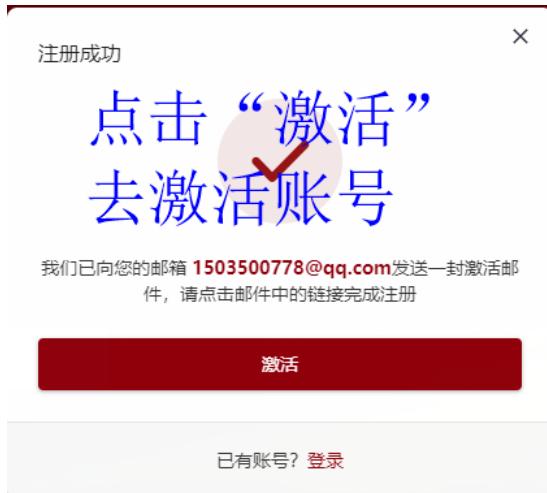 注册成功
点击“激活”
去激活账号
我们已向您的邮箱 1503500778@qq.com发送一封激活邮
件，请点击邮件中的链接完成注册
激活
已有账号？登录